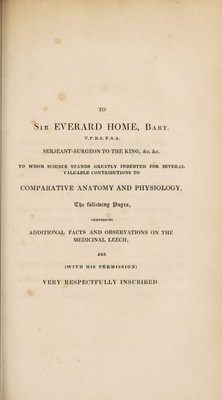 TO
SIR EVERARD HOME, BART.
V.P.R.S. F.S.A.
SERJEANT-SURGEON TO THE KING, &c. &c.
TO WHOM SCIENCE STANDS GREATLY INDEBTED FOR SEVERAL
VALUABLE CONTRIBUTIONS TO
COMPARATIVE ANATOMY AND PHYSIOLOGY,
The following Pages,
CONTAINING
ADDITIONAL FACTS AND OBSERVATIONS ON THE
MEDICINAL LEECH,
ARE
(WITH HIS PERMISSION)
VERY RESPECTFULLY INSCRIBED.